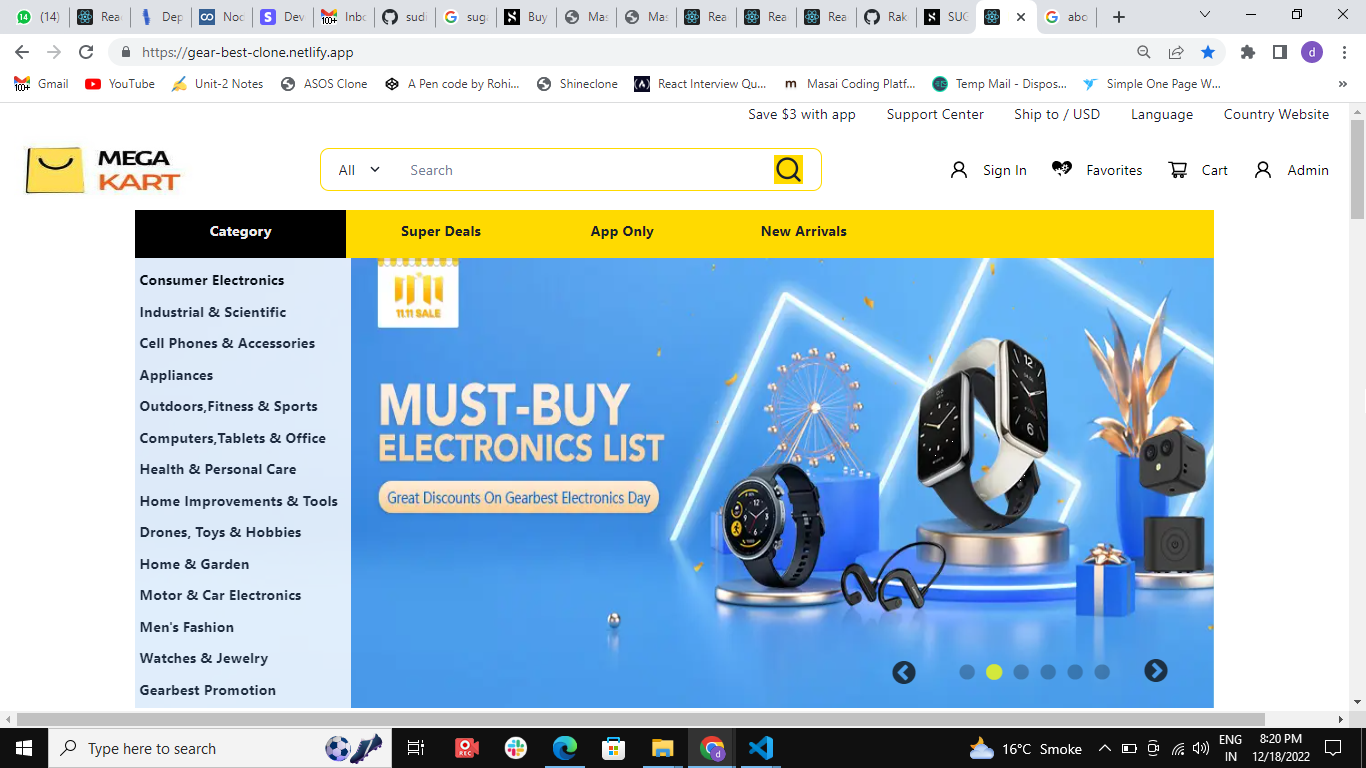 (14) Rea Dep Noc Dev Inbo sudi suga Buy Mas Mas Rea Rea Rea Rak SUG abo
https://gear-best-clone.netlify.app d
Gmail YouTube Unit-2 Notes ASOS Clone A Pen code by Rohi... Shineclone React Interview Qu... Masai Coding Platf... Temp Mail - Dispos... Simple One Page W... »
Save $3 with app Support Center Ship to / USD Language Country Website
MEGA
KART
All Search Sign In Favorites Cart Admin
Category Super Deals App Only New Arrivals
Consumer Electronics
Industrial & Scientific
Cell Phones & Accessories
Appliances
Outdoors,Fitness & Sports
Computers,Tablets & Office
Health & Personal Care
Home Improvements & Tools
Drones, Toys & Hobbies
Home & Garden
Motor & Car Electronics
Men's Fashion
Watches & Jewelry
Gearbest Promotion
11.11 SALE
MUST-BUY
ELECTRONICS LIST
Great Discounts On Gearbest Electronics Day
Type here to search
16°C Smoke
ENG
IN
8:20 PM
12/18/2022